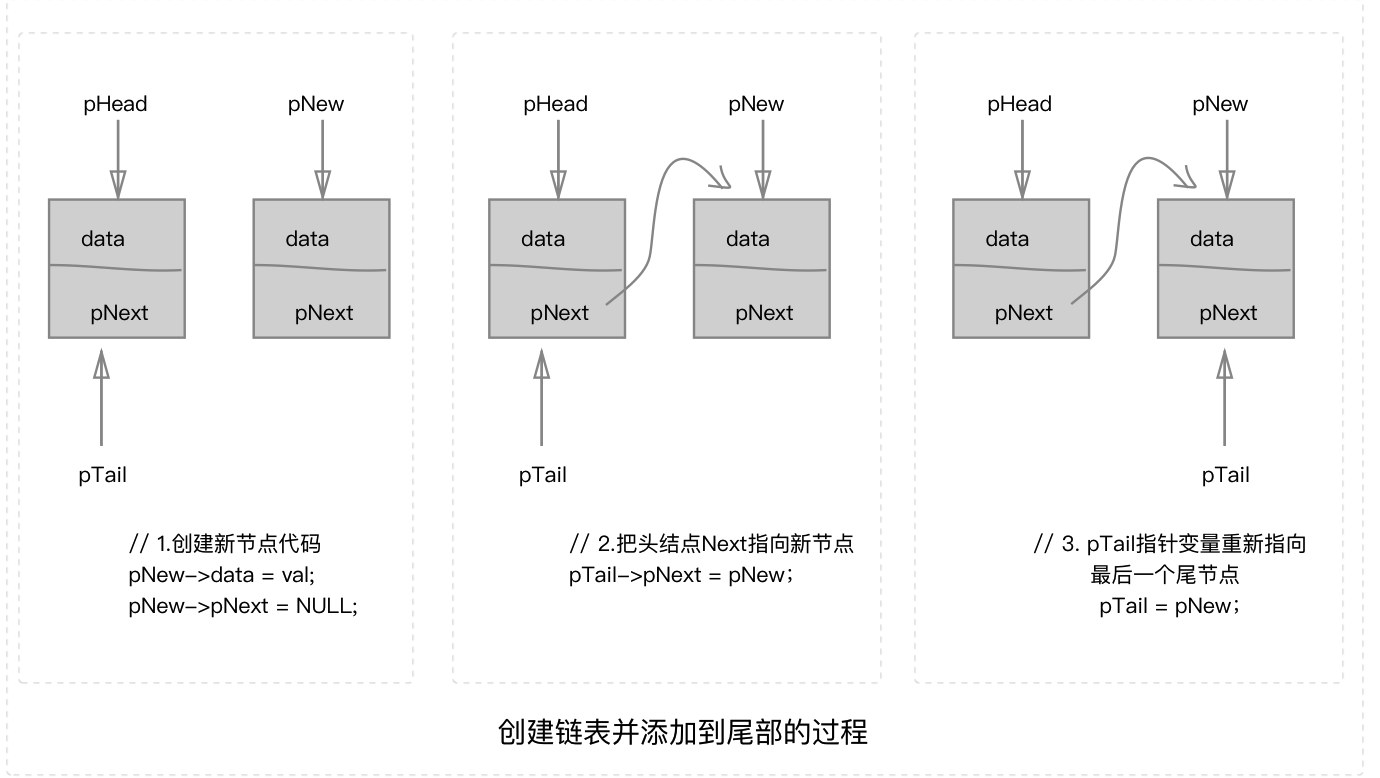 pHead
pNew
data
data
pNext
pNext
pTail
// 1.创建新节点代码
pNew–>data = val;
pNew–>pNext = NULL;
pHead
pNew
data
data
pNext
pNext
pTail
// 2.把头结点Next指向新节点
pTail–>pNext = pNew；
pHead
pNew
data
data
pNext
pNext
pTail
// 3. pTail指针变量重新指向
最后一个尾节点
pTail = pNew；
创建链表并添加到尾部的过程